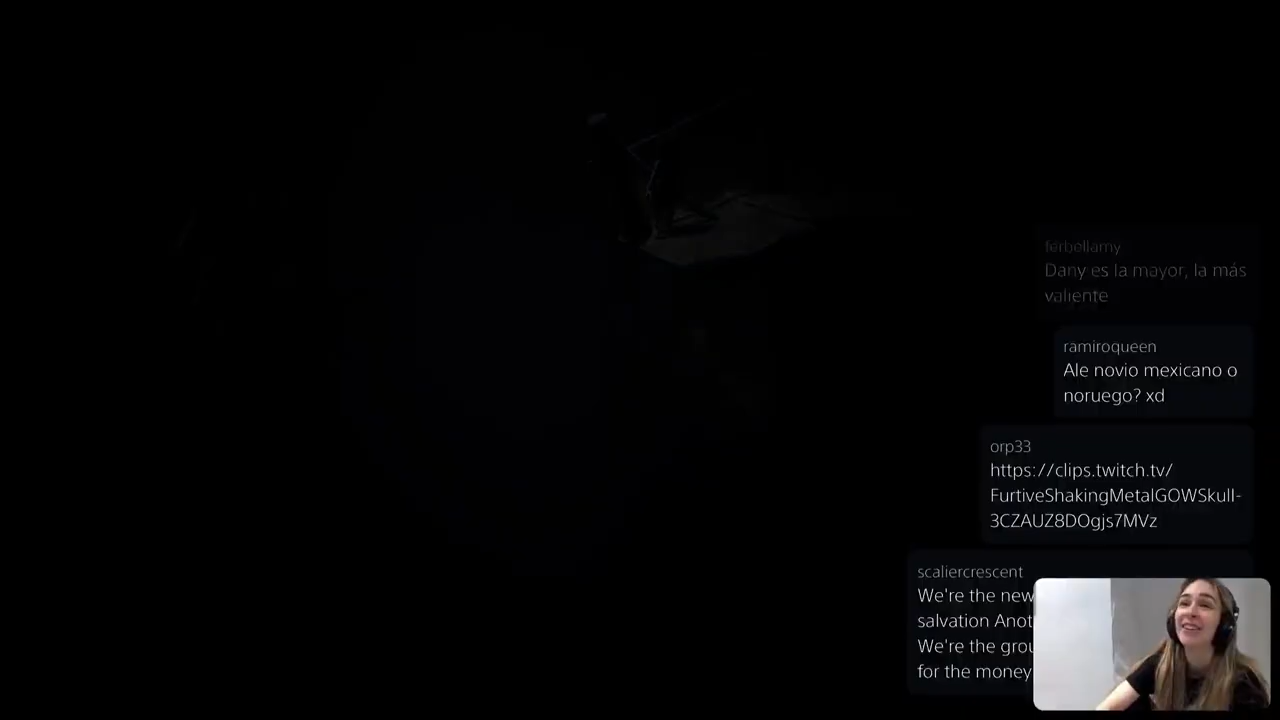 ferbellamy
Dany es la mayor, la más
valiente
ramiroqueen
Ale novio mexicano o
noruego? xd
orp33
https://clips.twitch.tv/
FurtiveShakingMetalGOWSkull-
3CZAUZ8DOgjs7MVz
scaliercrescent
We're the new
salvation
We're the
for the money